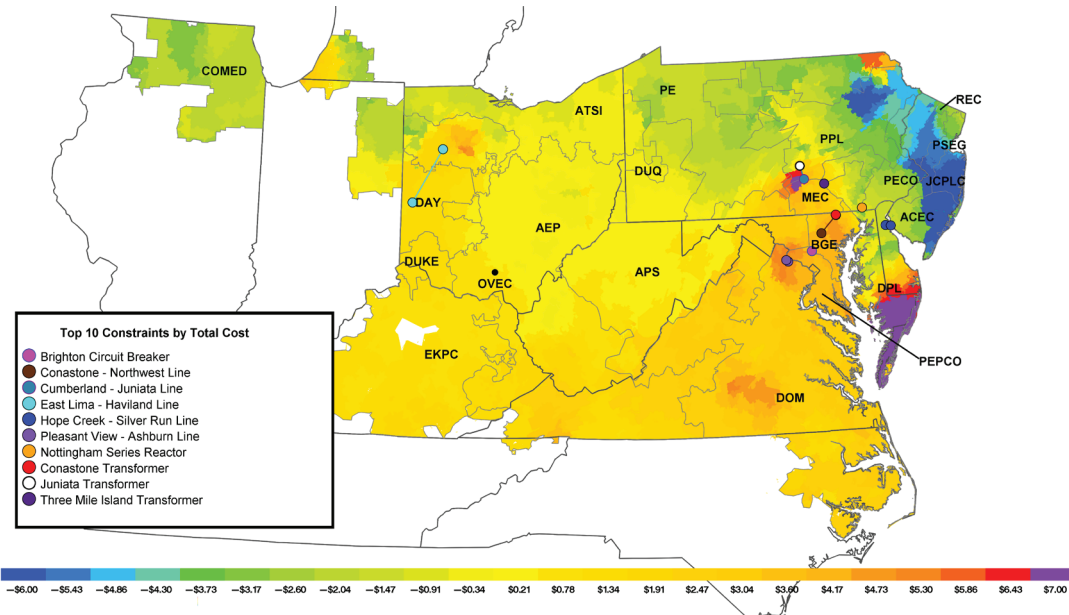 COMED
ATSI
PE
REC
PPL
PSEG
DUQ
PECO
JCPLC
MEC
DAY
ACEC
AEP
BGE
DUKE
APS
OVEC
DPL
PEPCO
EKPC
DOM
Top 10 Constraints by Total Cost
Brighton Circuit Breaker
Conastone - Northwest Line
Cumberland - Juniata Line
East Lima - Haviland Line
Hope Creek - Silver Run Line
Pleasant View - Ashburn Line
Nottingham Series Reactor
Conastone Transformer
Juniata Transformer
Three Mile Island Transformer
−$6.00 −$5.43 −$4.86 −$4.30 −$3.73 −$3.17 −$2.60 −$2.04 −$1.47 −$0.91 −$0.34 $0.21 $0.78 $1.34 $1.91 $2.47 $3.04 $3.60 $4.17 $4.73 $5.30 $5.86 $6.43 $7.00